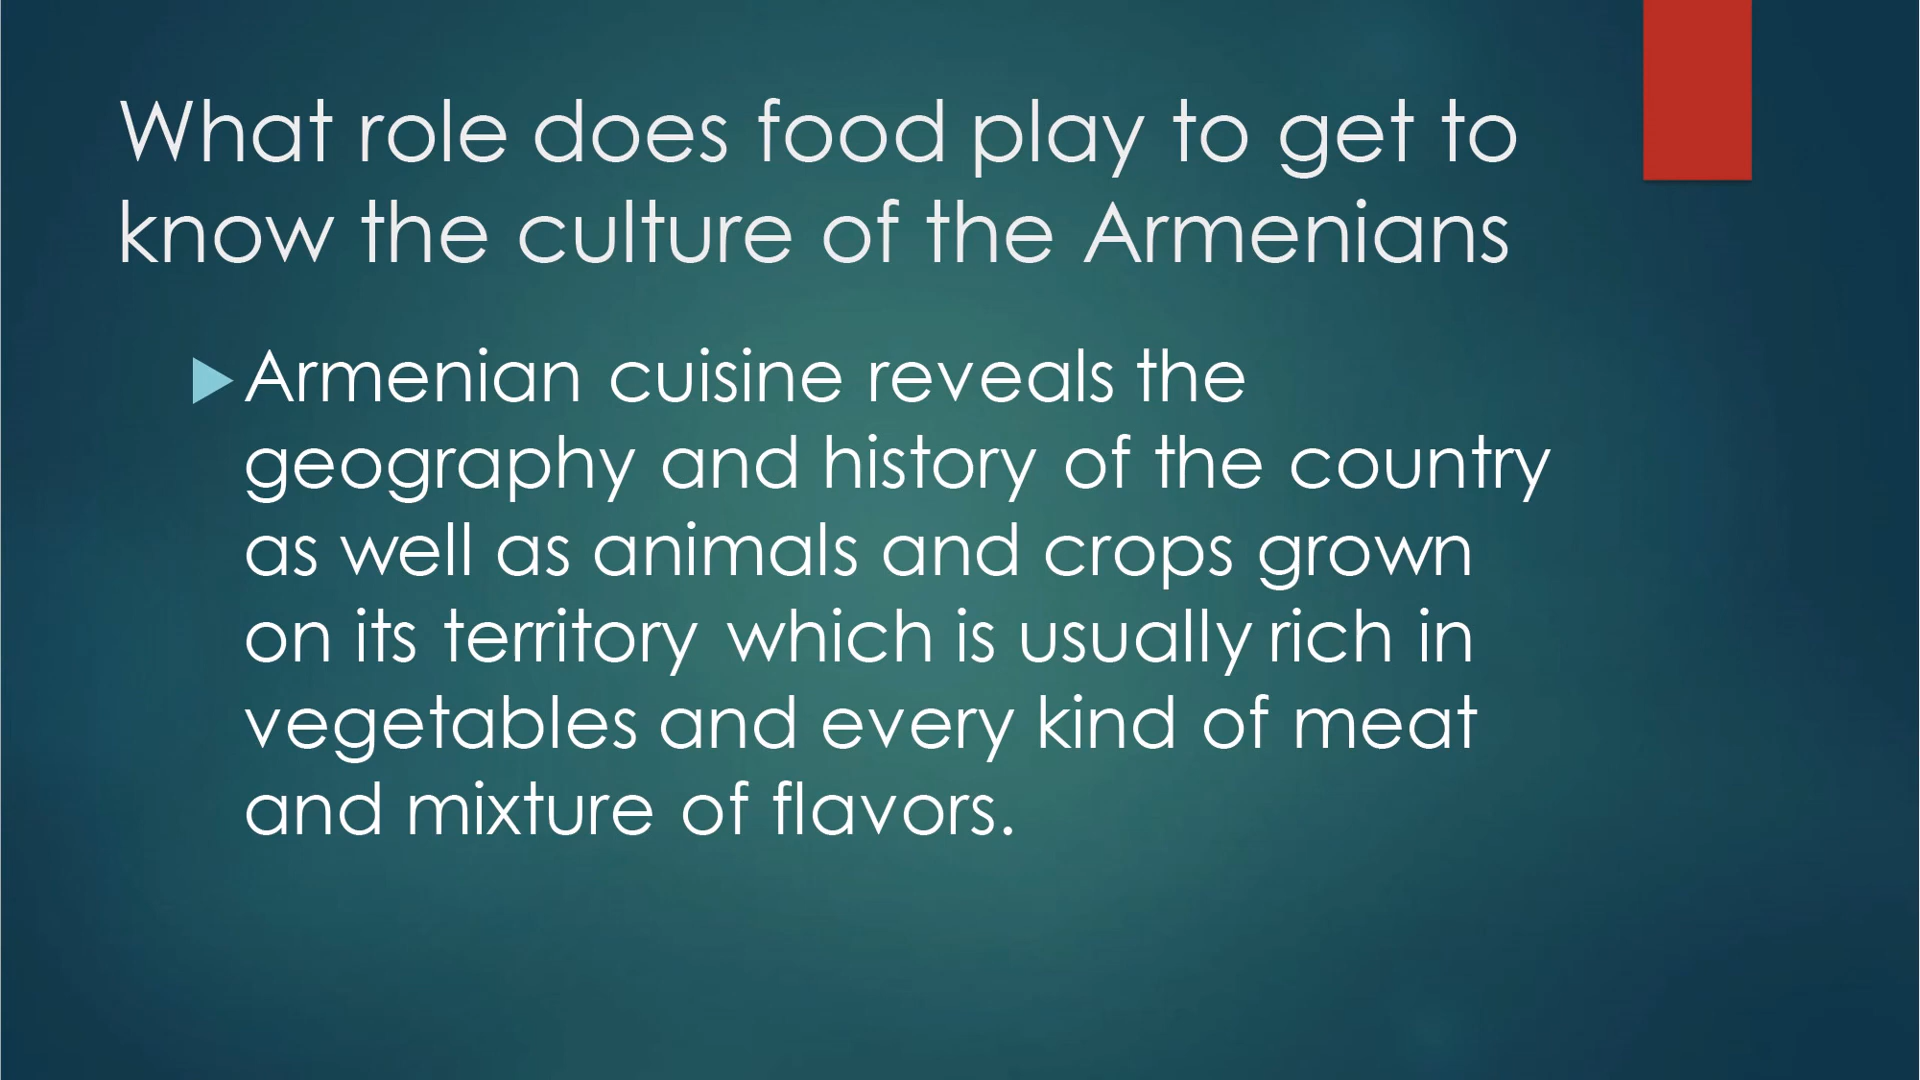 What role does food play to get to
know the culture of the Armenians
Armenian cuisine reveals the
geography and history of the country
as well as animals and crops grown
on its territory which is usually rich in
vegetables and every kind of meat
and mixture of flavors.